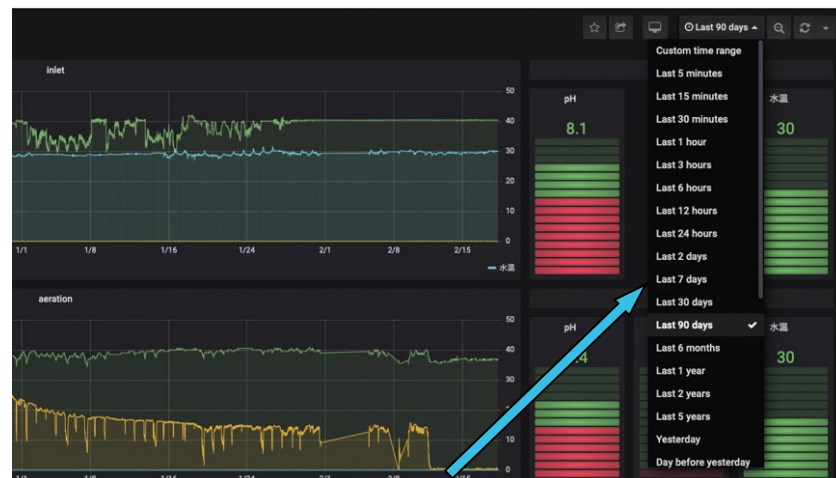 Last 90 days
Custom time range
Last 5 minutes
Last 15 minutes
Last 30 minutes
Last 1 hour
Last 3 hours
Last 6 hours
Last 12 hours
Last 24 hours
Last 2 days
Last 7 days
Last 30 days
Last 90 days
Last 6 months
Last 1 year
Last 2 years
Last 5 years
Yesterday
Day before yesterday
inlet
50
40
30
20
10
0
1/1 1/8 1/16 1/24 2/1 2/8 2/15
水温
pH
8.1
水温
30
aeration
50
40
30
10
0
1/1 1/8 1/16 1/24 2/1 2/8 2/15
pH
水温
30